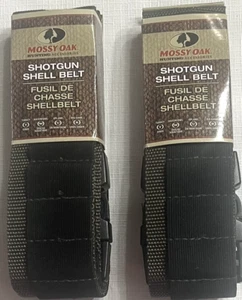 MOSSY OAK
SHOTGUN
SHELL BELT
FUSIL DE
CHASSE
SHELLBELT
MOSSY OAK
SHOTGUN
SHELL BELT
FUSIL DE
CHASSE
SHELLBELT